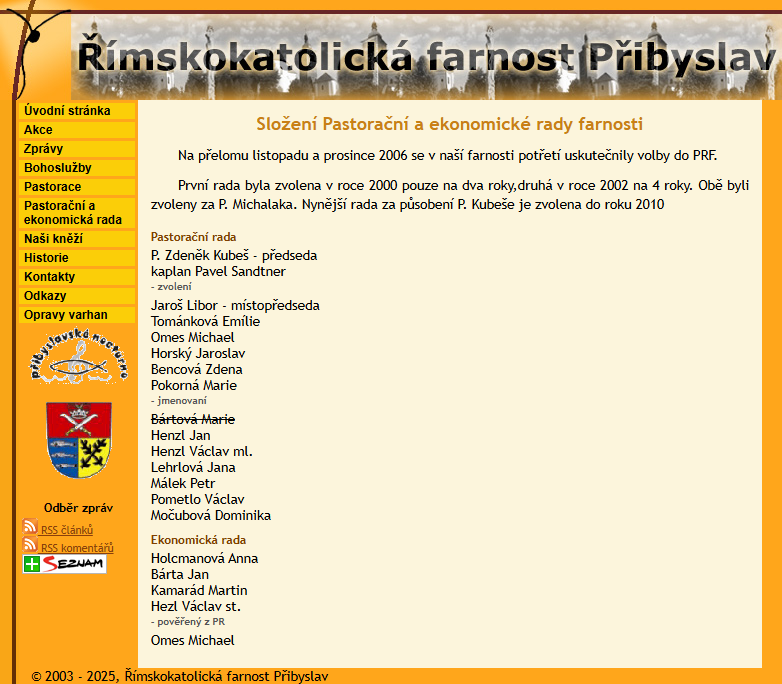 Římskokatolická farnost Přibyslav
Úvodní stránka
Akce
Zprávy
Bohoslužby
Pastorace
Pastorační a
ekonomická rada
Naši kněží
Historie
Kontakty
Odkazy
Opravy varhan
přibyslavské nocturno
Odběr zpráv
RSS článků
RSS komentářů
SEZNAM
Složení Pastorační a ekonomické rady farnosti
Na přelomu listopadu a prosince 2006 se v naší farnosti potřetí uskutečnily volby do PRF.
První rada byla zvolena v roce 2000 pouze na dva roky,druhá v roce 2002 na 4 roky. Obě byli
zvoleny za P. Michalaka. Nynější rada za působení P. Kubeše je zvolena do roku 2010
Pastorační rada
P. Zdeněk Kubeš - předseda
kaplan Pavel Sandtner
- zvolení
Jaroš Libor - místopředseda
Tománková Emílie
Omes Michael
Horský Jaroslav
Bencová Zdena
Pokorná Marie
- jmenovaní
Bártová Marie
Henzl Jan
Henzl Václav ml.
Lehrlová Jana
Málek Petr
Pometlo Václav
Močubová Dominika
Ekonomická rada
Holcmanová Anna
Bárta Jan
Kamarád Martin
Hezl Václav st.
- pověřený z PR
Omes Michael
© 2003 - 2025, Římskokatolická farnost Přibyslav